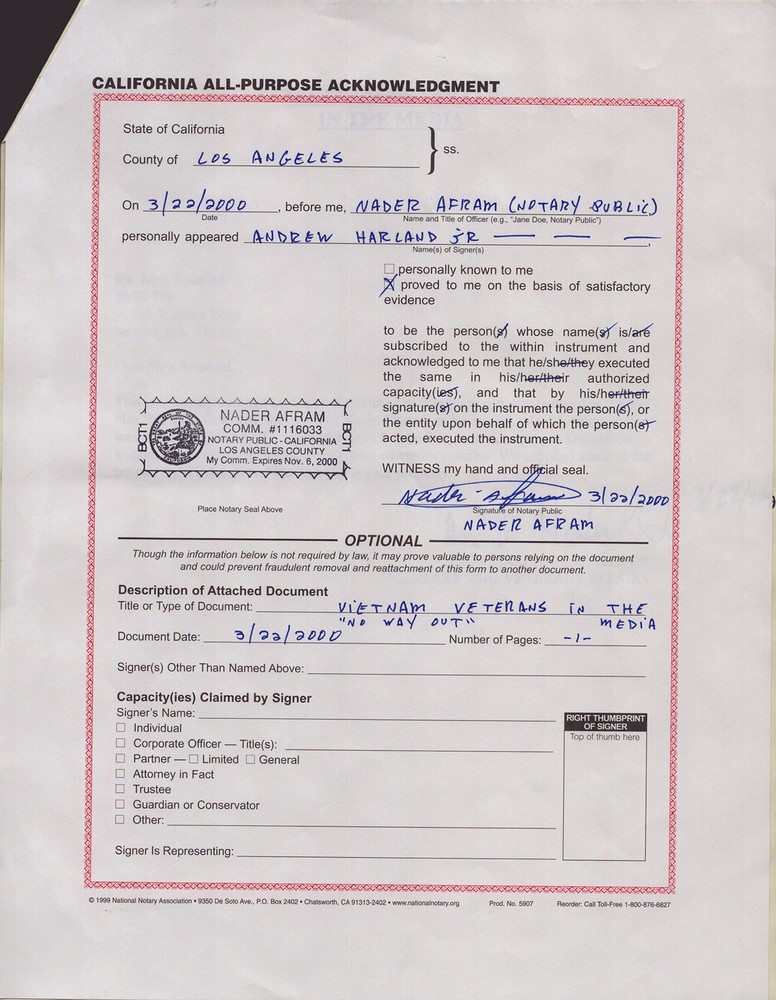 CALIFORNIA ALL-PURPOSE ACKNOWLEDGMENT
State of California
County of LOS ANGELES
ss.
On 3/22/2000, before me, NADER AFRAM (NOTARY PUBLIC)
Date
Name and Title of Officer (e.g., "Jane Doe, Notary Public")
personally appeared ANDREW HARLAND JR — — —,
Name(s) of Signer(s)
☐ personally known to me
☒ proved to me on the basis of satisfactory
evidence
to be the person(s) whose name(s) is/are
subscribed to the within instrument and
acknowledged to me that he/she/they executed
the same in his/her/their authorized
capacity(ies), and that by his/her/their
signature(s) on the instrument the person(s), or
the entity upon behalf of which the person(s)
acted, executed the instrument.
NADER AFRAM
COMM. #1116033
NOTARY PUBLIC - CALIFORNIA
LOS ANGELES COUNTY
My Comm. Expires Nov. 6, 2000
BCT1
BCT1
WITNESS my hand and official seal.
Nader Afram 3/22/2000
Place Notary Seal Above
Signature of Notary Public
NADER AFRAM
OPTIONAL
Though the information below is not required by law, it may prove valuable to persons relying on the document
and could prevent fraudulent removal and reattachment of this form to another document.
Description of Attached Document
Title or Type of Document: VIETNAM VETERANS IN THE
"NO WAY OUT" MEDIA
Document Date: 3/22/2000 Number of Pages: -1-
Signer(s) Other Than Named Above:
Capacity(ies) Claimed by Signer
Signer's Name:
☐ Individual
☐ Corporate Officer — Title(s):
☐ Partner — ☐ Limited ☐ General
☐ Attorney in Fact
☐ Trustee
☐ Guardian or Conservator
☐ Other:
Signer Is Representing:
RIGHT THUMBPRINT
OF SIGNER
Top of thumb here
© 1999 National Notary Association • 9350 De Soto Ave., P.O. Box 2402 • Chatsworth, CA 91313-2402 • www.nationalnotary.org Prod. No. 5907 Reorder: Call Toll-Free 1-800-876-6827